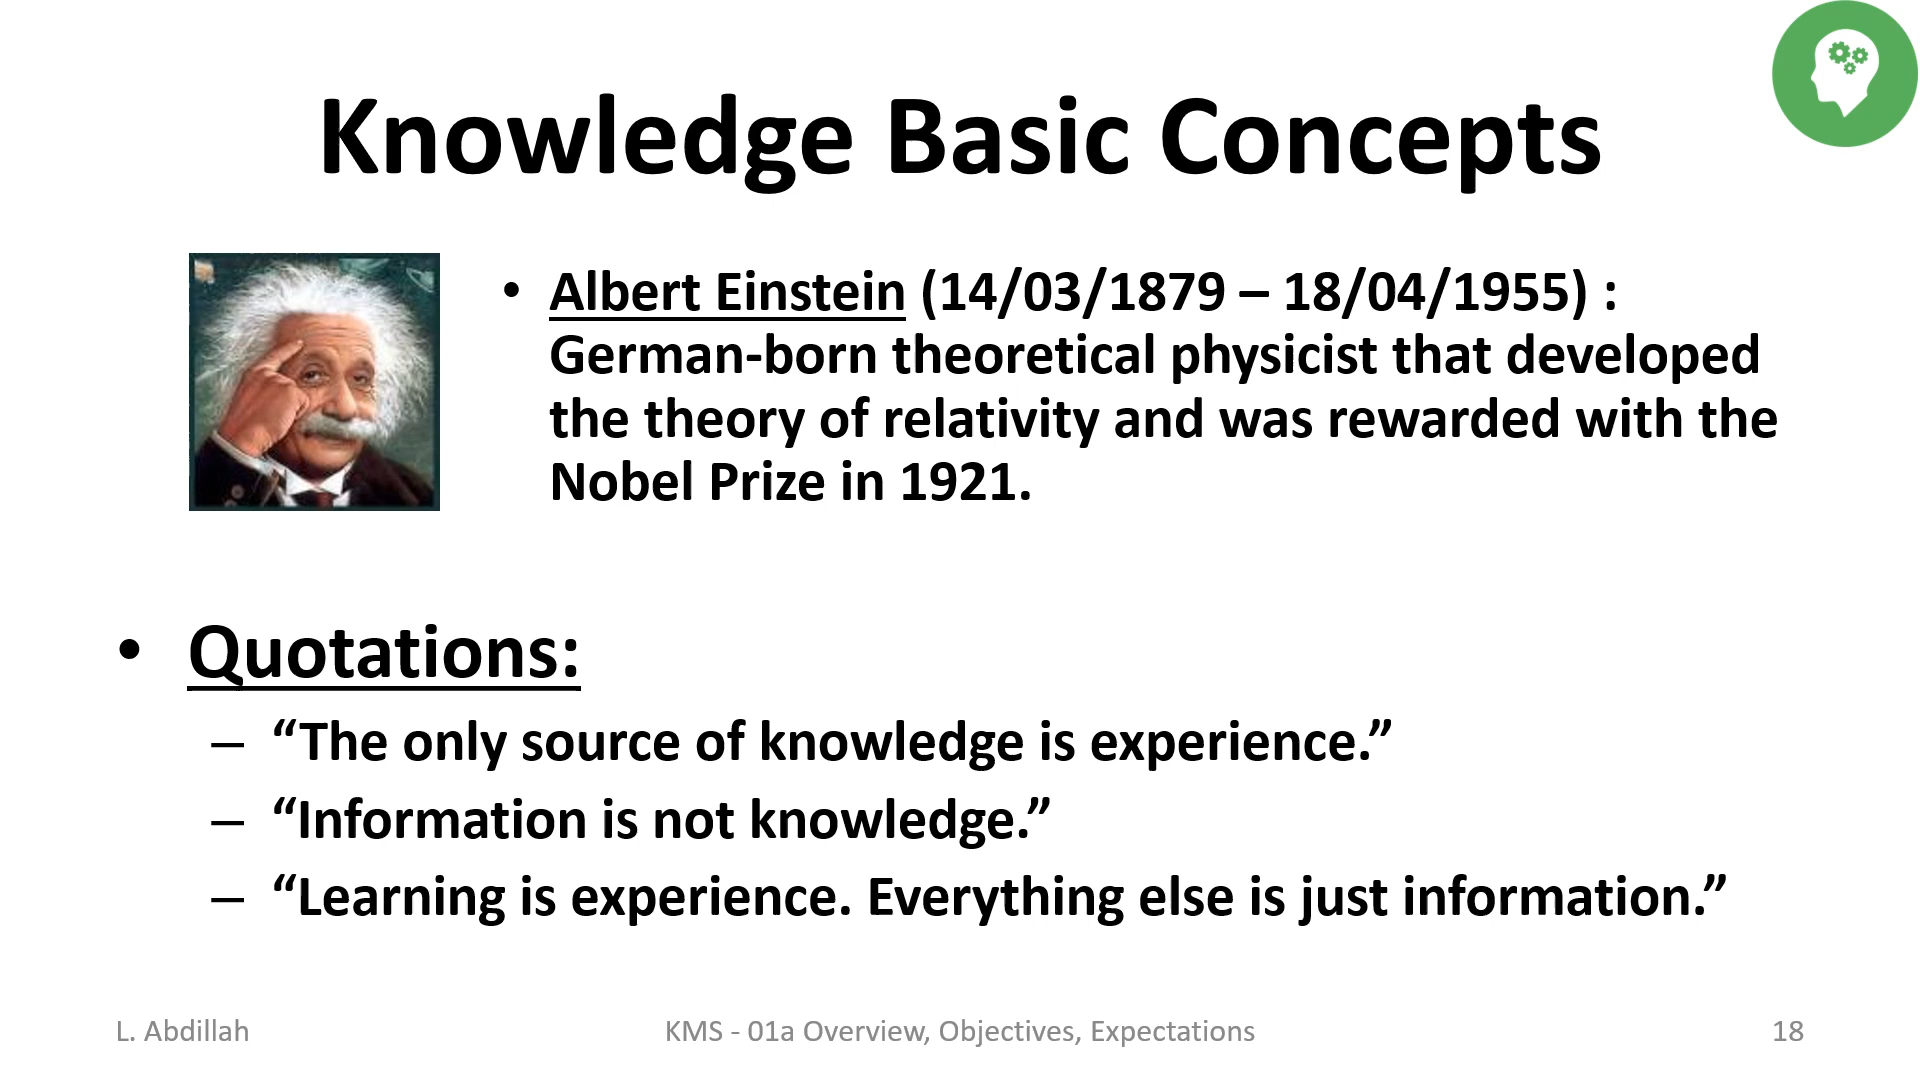 Knowledge Basic Concepts
• Albert Einstein (14/03/1879 – 18/04/1955) :
German-born theoretical physicist that developed
the theory of relativity and was rewarded with the
Nobel Prize in 1921.
• Quotations:
– “The only source of knowledge is experience.”
– “Information is not knowledge.”
– “Learning is experience. Everything else is just information.”
L. Abdillah
KMS - 01a Overview, Objectives, Expectations
18